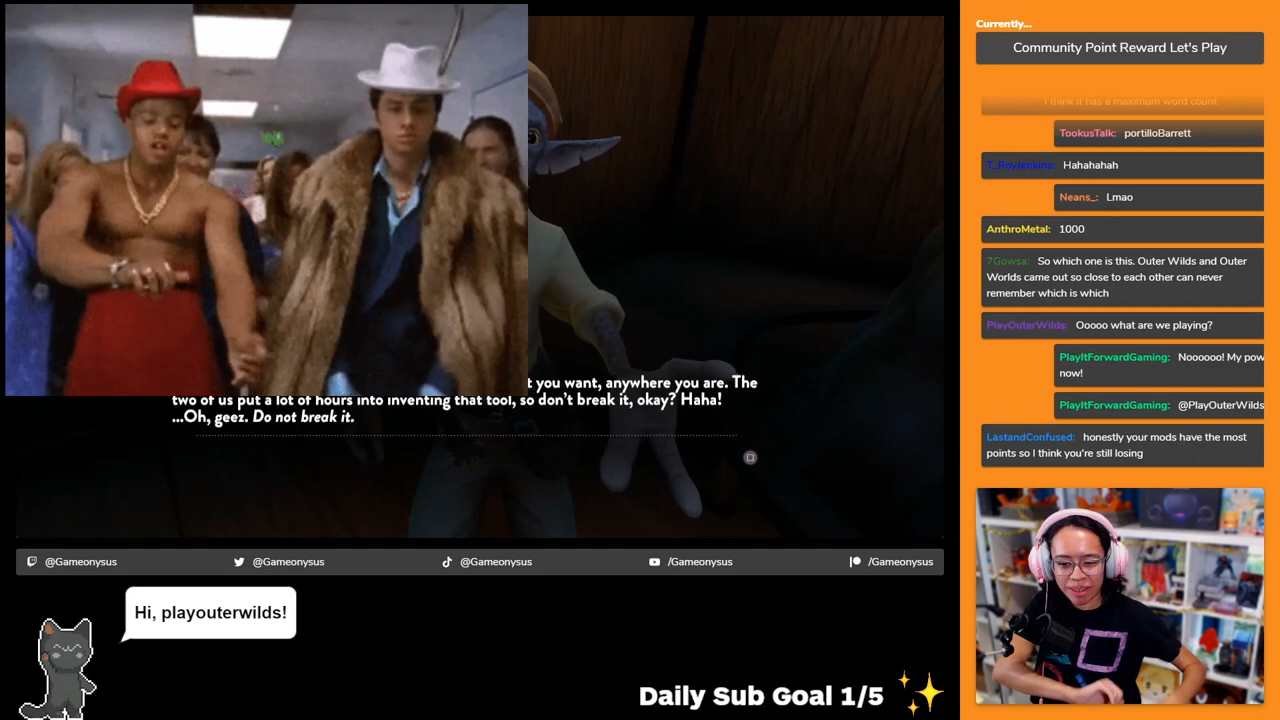 Currently...
Community Point Reward Let's Play
I think it has a maximum word count
TookusTalk: portilloBarrett
T_RoyJenkins: Hahahahah
Neans_: Lmao
AnthroMetal: 1000
7Gowsa: So which one is this. Outer Wilds and Outer
Worlds came out so close to each other can never
remember which is which
PlayOuterWilds: Ooooo what are we playing?
PlayItForwardGaming: Noooooo! My pow
now!
PlayItForwardGaming: @PlayOuterWilds
LastandConfused: honestly your mods have the most
points so I think you're still losing
t you want, anywhere you are. The
two of us put a lot of hours into inventing that tool, so don't break it, okay? Haha!
...Oh, geez. Do not break it.
@Gameonysus
@Gameonysus
@Gameonysus
/Gameonysus
/Gameonysus
Hi, playouterwilds!
Daily Sub Goal 1/5